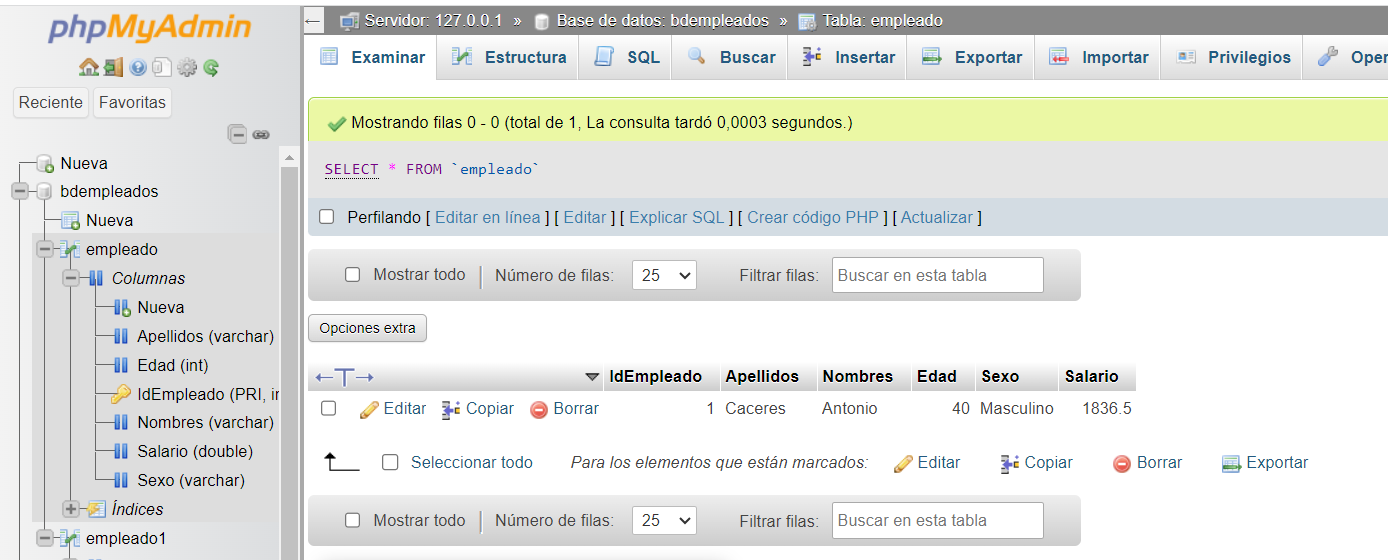 phpMyAdmin
Reciente Favoritas
Nueva
bdempleados
Nueva
empleado
Columnas
Nueva
Apellidos (varchar)
Edad (int)
IdEmpleado (PRI, in
Nombres (varchar)
Salario (double)
Sexo (varchar)
Índices
empleado1
Servidor: 127.0.0.1 » Base de datos: bdempleados » Tabla: empleado
Examinar Estructura SQL Buscar Insertar Exportar Importar Privilegios Oper
Mostrando filas 0 - 0 (total de 1, La consulta tardó 0,0003 segundos.)
SELECT * FROM `empleado`
Perfilando [ Editar en línea ] [ Editar ] [ Explicar SQL ] [ Crear código PHP ] [ Actualizar ]
Mostrar todo Número de filas: 25 Filtrar filas: Buscar en esta tabla
Opciones extra
←T→ IdEmpleado Apellidos Nombres Edad Sexo Salario
Editar Copiar Borrar 1 Caceres Antonio 40 Masculino 1836.5
Seleccionar todo Para los elementos que están marcados: Editar Copiar Borrar Exportar
Mostrar todo Número de filas: 25 Filtrar filas: Buscar en esta tabla